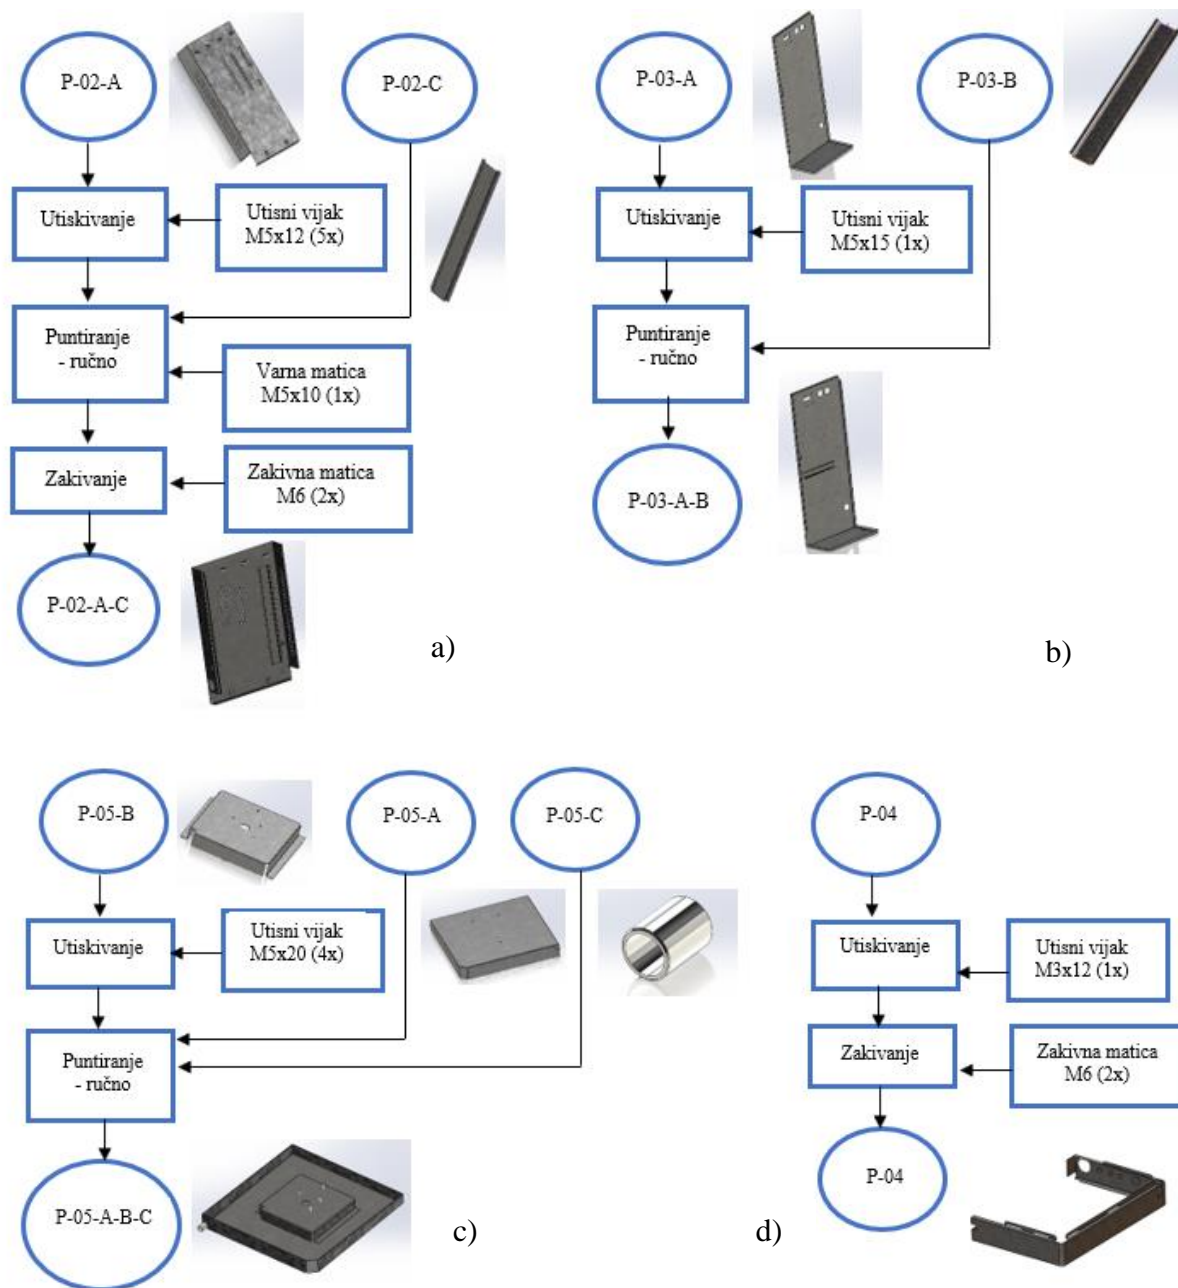 P-02-A
P-02-C
Utiskivanje
Utisni vijak
M5x12 (5x)
Puntiranje
- ručno
Varna matica
M5x10 (1x)
Zakivanje
Zakivna matica
M6 (2x)
P-02-A-C
a)
P-03-A
P-03-B
Utiskivanje
Utisni vijak
M5x15 (1x)
Puntiranje
- ručno
P-03-A-B
b)
P-05-B
P-05-A
P-05-C
Utiskivanje
Utisni vijak
M5x20 (4x)
Puntiranje
- ručno
P-05-A-B-C
c)
P-04
Utiskivanje
Utisni vijak
M3x12 (1x)
Zakivanje
Zakivna matica
M6 (2x)
P-04
d)